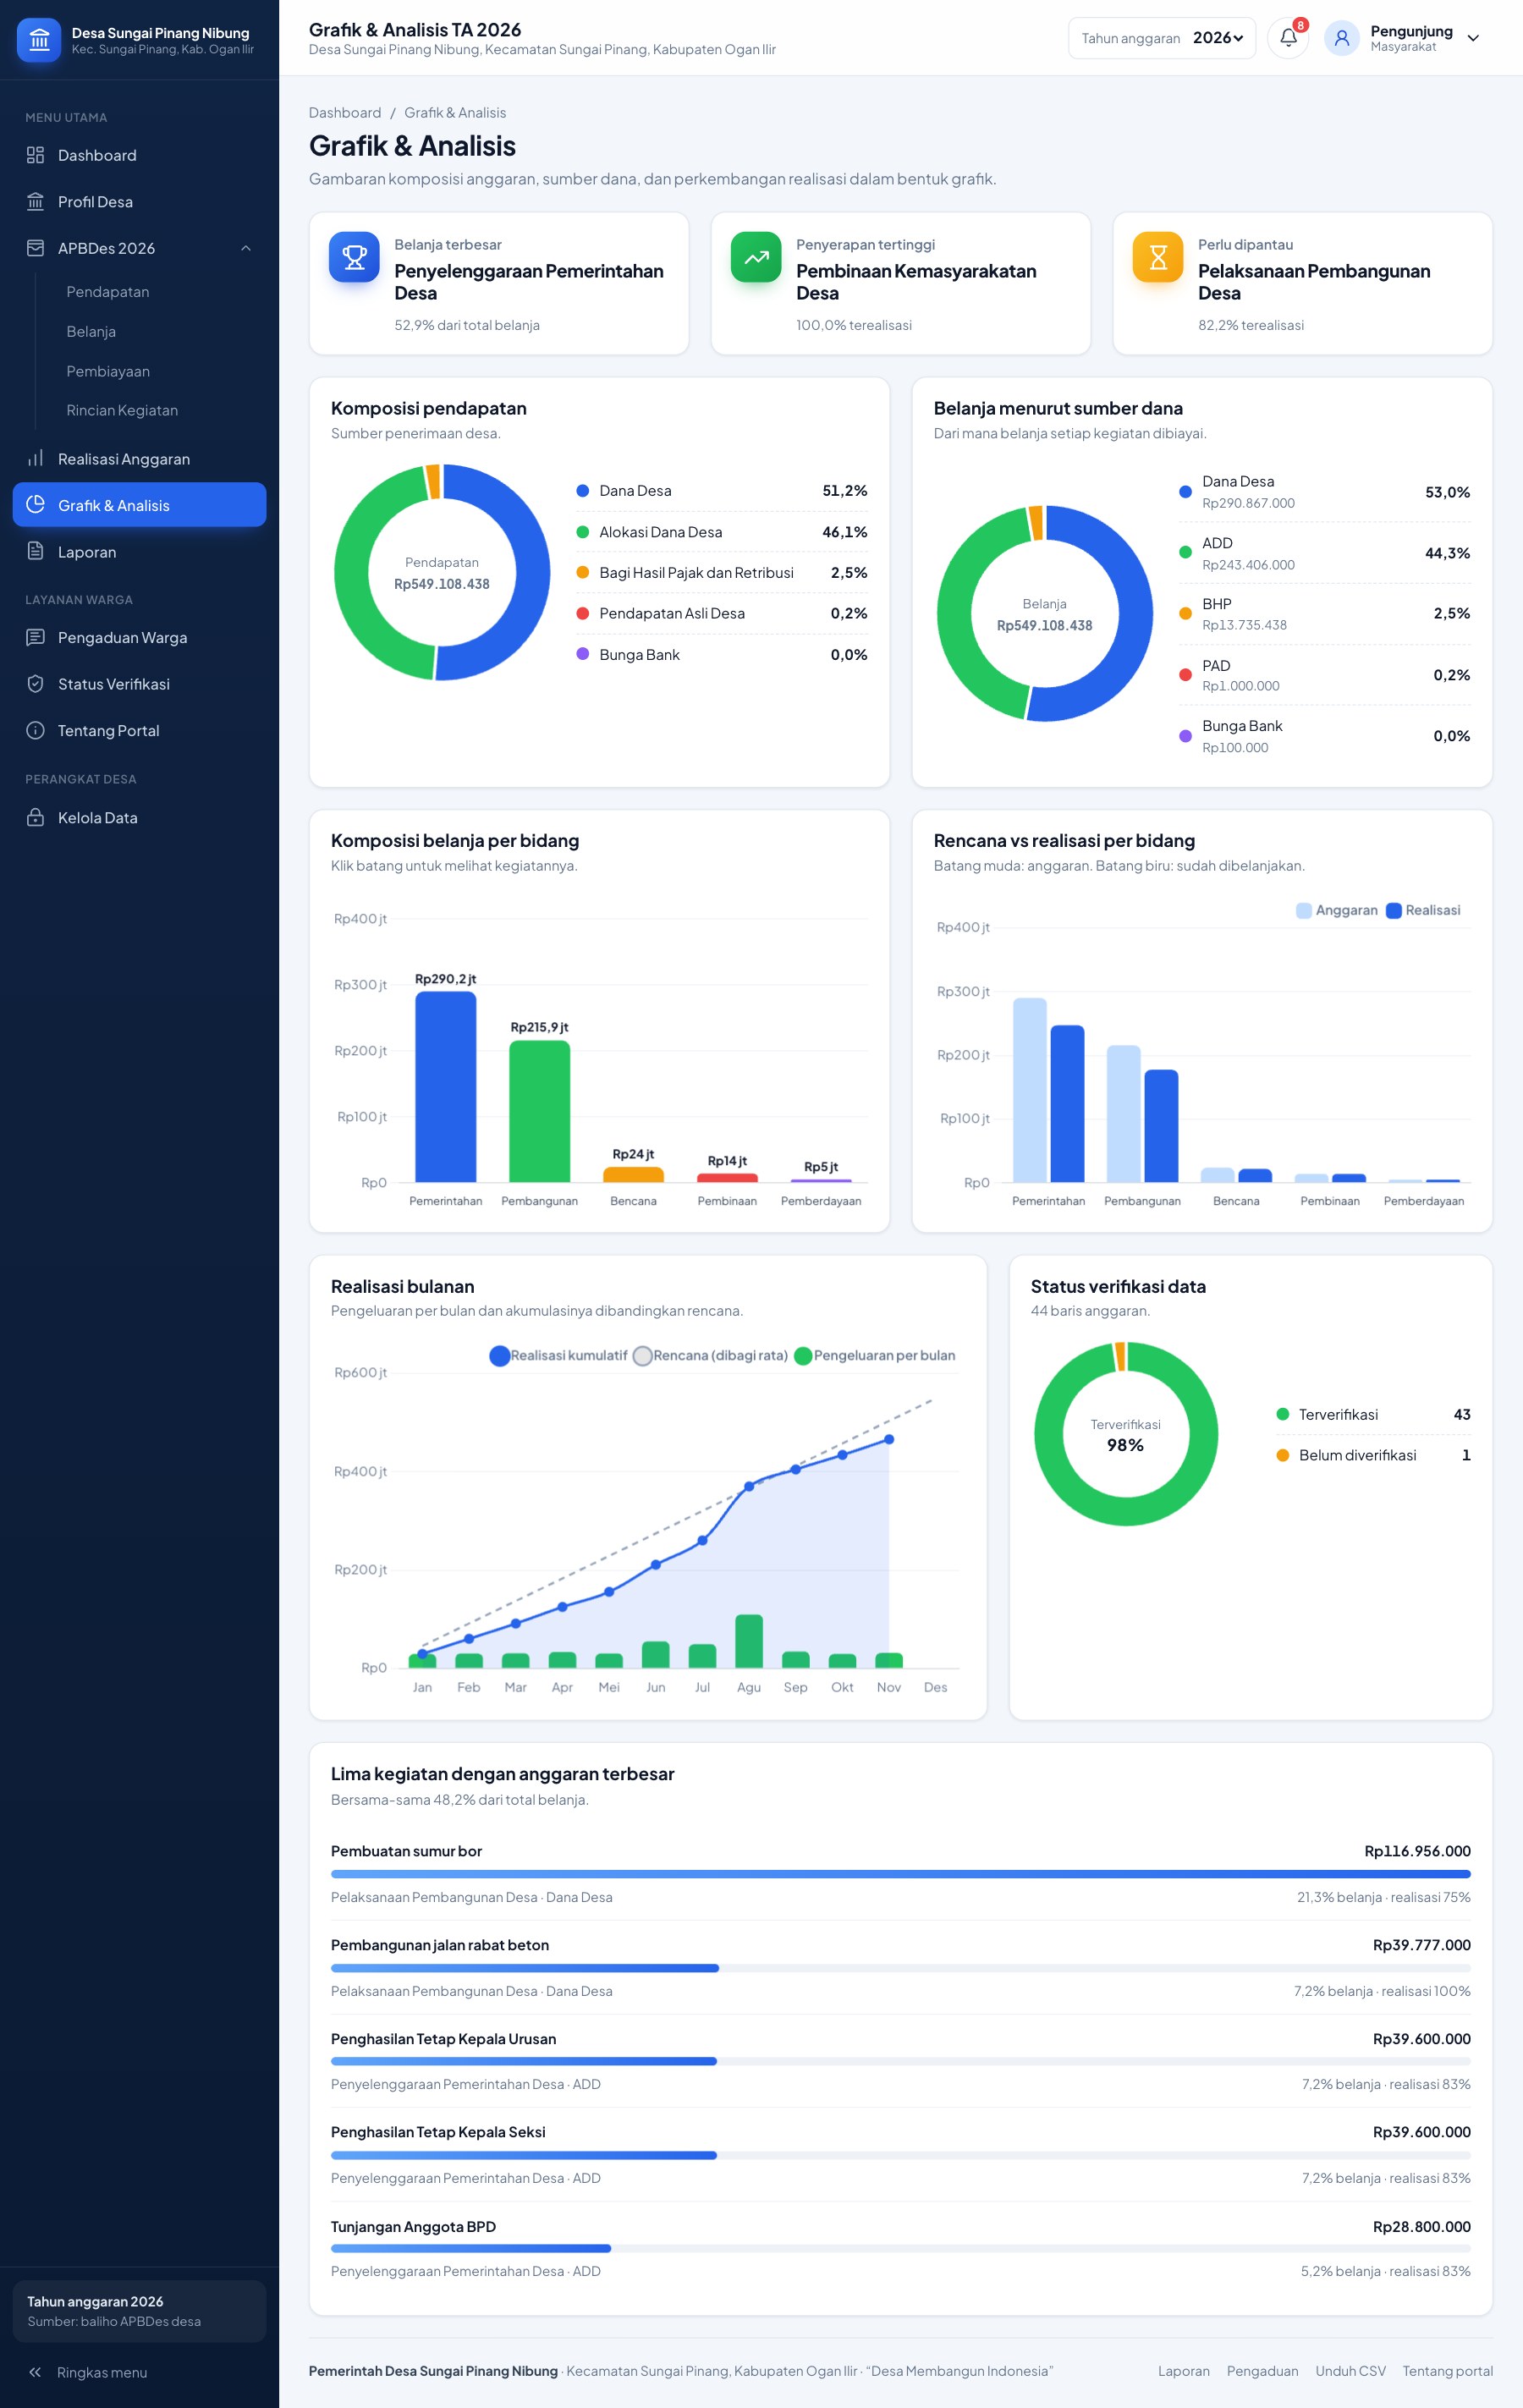 Desa Sungai Pinang Nibung
Kec. Sungai Pinang, Kab. Ogan Ilir
MENU UTAMA
Dashboard
Profil Desa
APBDes 2026
Pendapatan
Belanja
Pembiayaan
Rincian Kegiatan
Realisasi Anggaran
Grafik & Analisis
Laporan
LAYANAN WARGA
Pengaduan Warga
Status Verifikasi
Tentang Portal
PERANGKAT DESA
Kelola Data
Tahun anggaran 2026
Sumber: baliho APBDes desa
Ringkas menu
Grafik & Analisis TA 2026
Desa Sungai Pinang Nibung, Kecamatan Sungai Pinang, Kabupaten Ogan Ilir
Tahun anggaran 2026
8
Pengunjung
Masyarakat
Dashboard / Grafik & Analisis
Grafik & Analisis
Gambaran komposisi anggaran, sumber dana, dan perkembangan realisasi dalam bentuk grafik.
Belanja terbesar
Penyelenggaraan Pemerintahan
Desa
52,9% dari total belanja
Penyerapan tertinggi
Pembinaan Kemasyarakatan
Desa
100,0% terealisasi
Perlu dipantau
Pelaksanaan Pembangunan
Desa
82,2% terealisasi
Komposisi pendapatan
Sumber penerimaan desa.
Pendapatan
Rp549.108.438
Dana Desa 51,2%
Alokasi Dana Desa 46,1%
Bagi Hasil Pajak dan Retribusi 2,5%
Pendapatan Asli Desa 0,2%
Bunga Bank 0,0%
Belanja menurut sumber dana
Dari mana belanja setiap kegiatan dibiayai.
Belanja
Rp549.108.438
Dana Desa 53,0%
Rp290.867.000
ADD 44,3%
Rp243.406.000
BHP 2,5%
Rp13.735.438
PAD 0,2%
Rp1.000.000
Bunga Bank 0,0%
Rp100.000
Komposisi belanja per bidang
Klik batang untuk melihat kegiatannya.
Rp400 jt
Rp300 jt
Rp200 jt
Rp100 jt
Rp0
Rp290,2 jt
Rp215,9 jt
Rp24 jt
Rp14 jt
Rp5 jt
Pemerintahan Pembangunan Bencana Pembinaan Pemberdayaan
Rencana vs realisasi per bidang
Batang muda: anggaran. Batang biru: sudah dibelanjakan.
Anggaran Realisasi
Rp400 jt
Rp300 jt
Rp200 jt
Rp100 jt
Rp0
Pemerintahan Pembangunan Bencana Pembinaan Pemberdayaan
Realisasi bulanan
Pengeluaran per bulan dan akumulasinya dibandingkan rencana.
Realisasi kumulatif Rencana (dibagi rata) Pengeluaran per bulan
Rp600 jt
Rp400 jt
Rp200 jt
Rp0
Jan Feb Mar Apr Mei Jun Jul Agu Sep Okt Nov Des
Status verifikasi data
44 baris anggaran.
Terverifikasi
98%
Terverifikasi 43
Belum diverifikasi 1
Lima kegiatan dengan anggaran terbesar
Bersama-sama 48,2% dari total belanja.
Pembuatan sumur bor Rp116.956.000
Pelaksanaan Pembangunan Desa · Dana Desa 21,3% belanja · realisasi 75%
Pembangunan jalan rabat beton Rp39.777.000
Pelaksanaan Pembangunan Desa · Dana Desa 7,2% belanja · realisasi 100%
Penghasilan Tetap Kepala Urusan Rp39.600.000
Penyelenggaraan Pemerintahan Desa · ADD 7,2% belanja · realisasi 83%
Penghasilan Tetap Kepala Seksi Rp39.600.000
Penyelenggaraan Pemerintahan Desa · ADD 7,2% belanja · realisasi 83%
Tunjangan Anggota BPD Rp28.800.000
Penyelenggaraan Pemerintahan Desa · ADD 5,2% belanja · realisasi 83%
Pemerintah Desa Sungai Pinang Nibung · Kecamatan Sungai Pinang, Kabupaten Ogan Ilir · “Desa Membangun Indonesia”
Laporan Pengaduan Unduh CSV Tentang portal